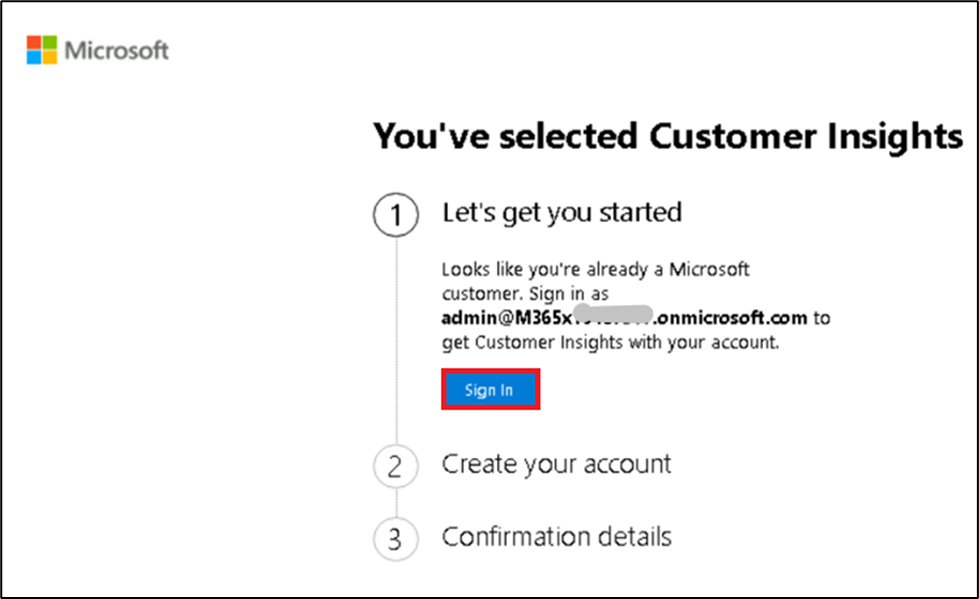 Microsoft
You've selected Customer Insights
1
Let's get you started
Looks like you're already a Microsoft
customer. Sign in as
admin@M365x .onmicrosoft.com to
get Customer Insights with your account.
Sign In
2
Create your account
3
Confirmation details